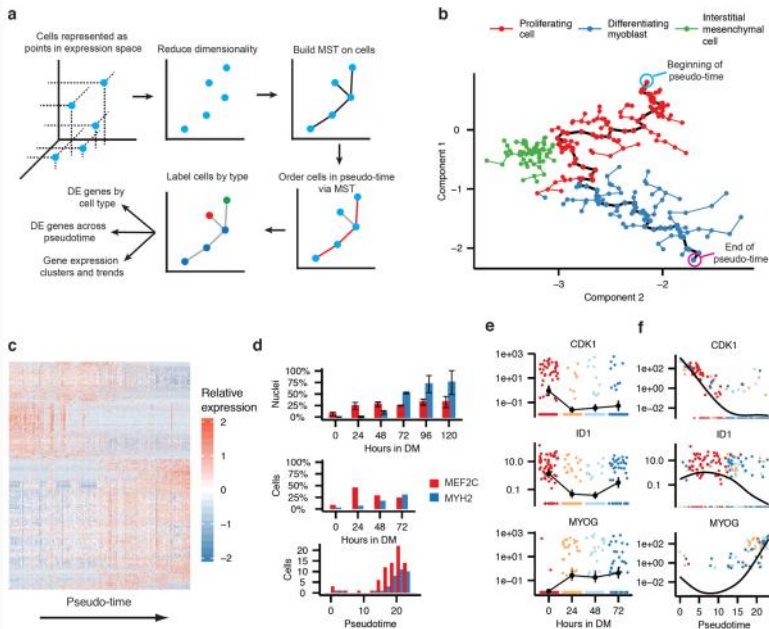 a
Cells represented as
points in expression space
Reduce dimensionality
Build MST on cells
Label cells by type
Order cells in pseudo-time
via MST
DE genes by
cell type
DE genes across
pseudotime
Gene expression
clusters and trends
b
Proliferating
cell
Differentiating
myoblast
Interstitial
mesenchymal
cell
Beginning of
pseudo-time
End of
pseudo-time
Component 1
0
−1
−2
−3
−2
−1
Component 2
c
Relative
expression
2
1
0
−1
−2
Pseudo-time
d
Nuclei
100%
75%
50%
25%
0%
0 24 48 72 96 120
Hours in DM
Cells
100%
75%
50%
25%
0%
0 24 48 72
Hours in DM
MEF2C
MYH2
Cells
20
15
10
5
0
0 10 20
Pseudotime
e
CDK1
1e+03
1e+01
1e−01
ID1
10.0
0.1
MYOG
1e+03
1e+01
1e−01
0 24 48 72
Hours in DM
f
CDK1
1e+02
1e+00
1e−02
ID1
10.0
0.1
MYOG
1e+02
1e+00
1e−02
0 5 10 15 20
Pseudotime